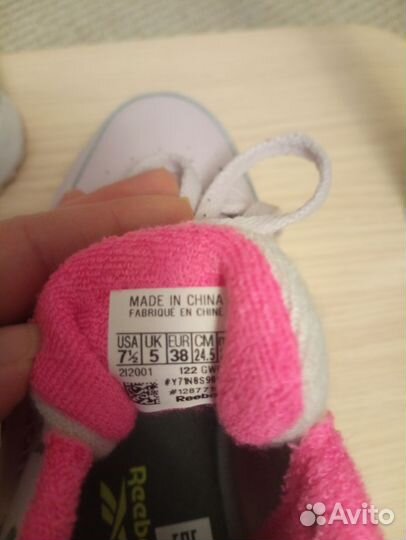 MADE IN CHINA
FABRIQUÉ EN CHINE
USA UK EUR CM
7½ 5 38 24.5
212001 122
Reebok
Reebok
Avito